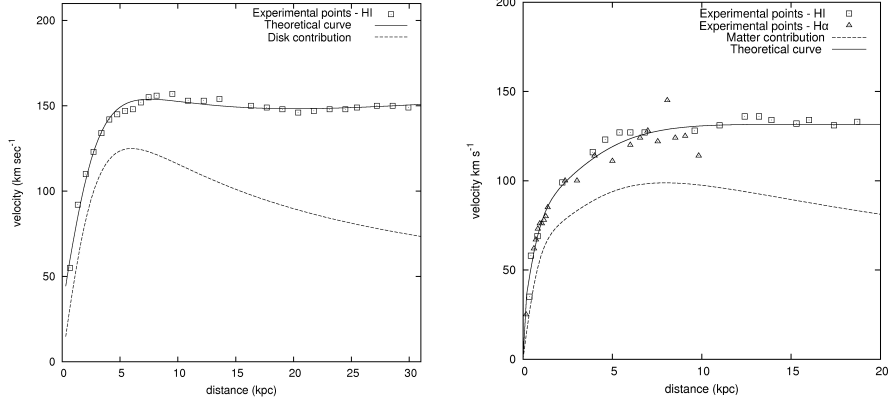 200
150
100
50
0
velocity (km sec-1)
0 5 10 15 20 25 30
distance (kpc)
Experimental points - HI
Theoretical curve
Disk contribution
200
150
100
50
0
velocity km s-1
0 5 10 15 20
distance (kpc)
Experimental points - HI
Experimental points - Hα
Matter contribution
Theoretical curve